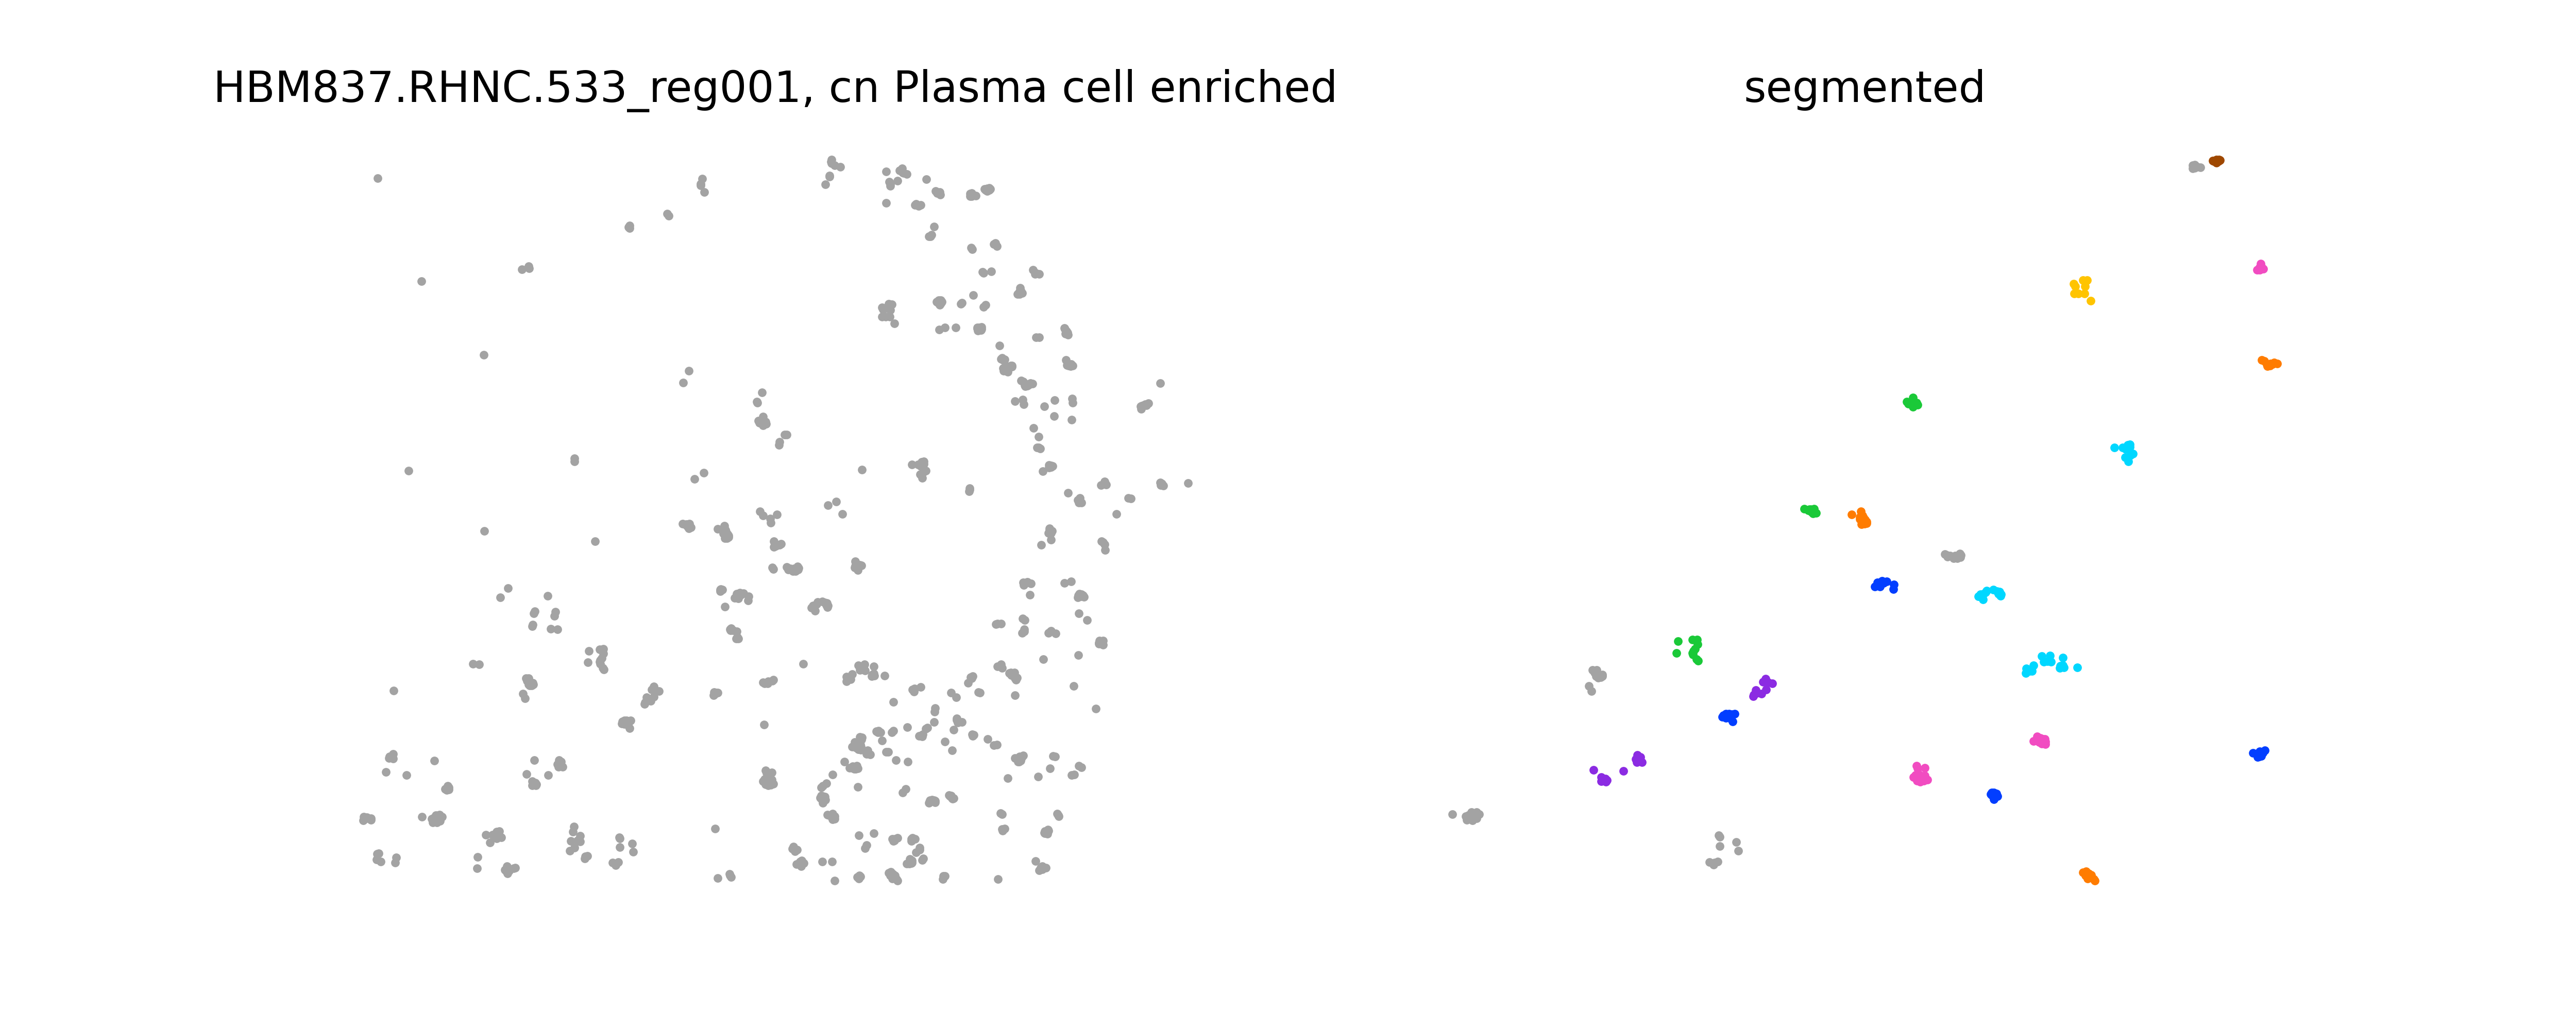 HBM837.RHNC.533_reg001, cn Plasma cell enriched
segmented